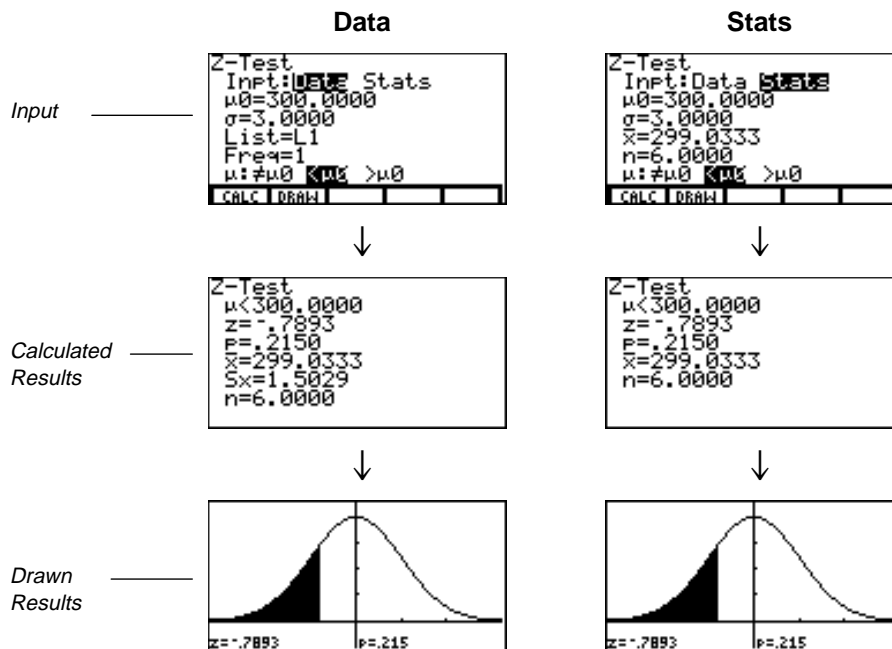 Data
Stats
Input
Z-Test
Inpt:Data Stats
μ0=300.0000
σ=3.0000
List=L1
Freq=1
μ:≠μ0 <μ0 >μ0
CALC DRAW
Z-Test
Inpt:Data Stats
μ0=300.0000
σ=3.0000
x̄=299.0333
n=6.0000
μ:≠μ0 <μ0 >μ0
CALC DRAW
↓
↓
Calculated
Results
Z-Test
μ<300.0000
z=-.7893
p=.2150
x̄=299.0333
Sx=1.5029
n=6.0000
Z-Test
μ<300.0000
z=-.7893
p=.2150
x̄=299.0333
n=6.0000
↓
↓
Drawn
Results
z=-.7893 p=.215
z=-.7893 p=.215